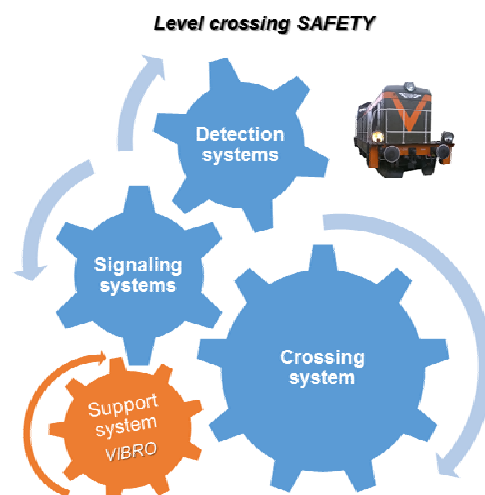 Level crossing SAFETY
Detection
systems
Signaling
systems
Crossing
system
Support
system
VIBRO